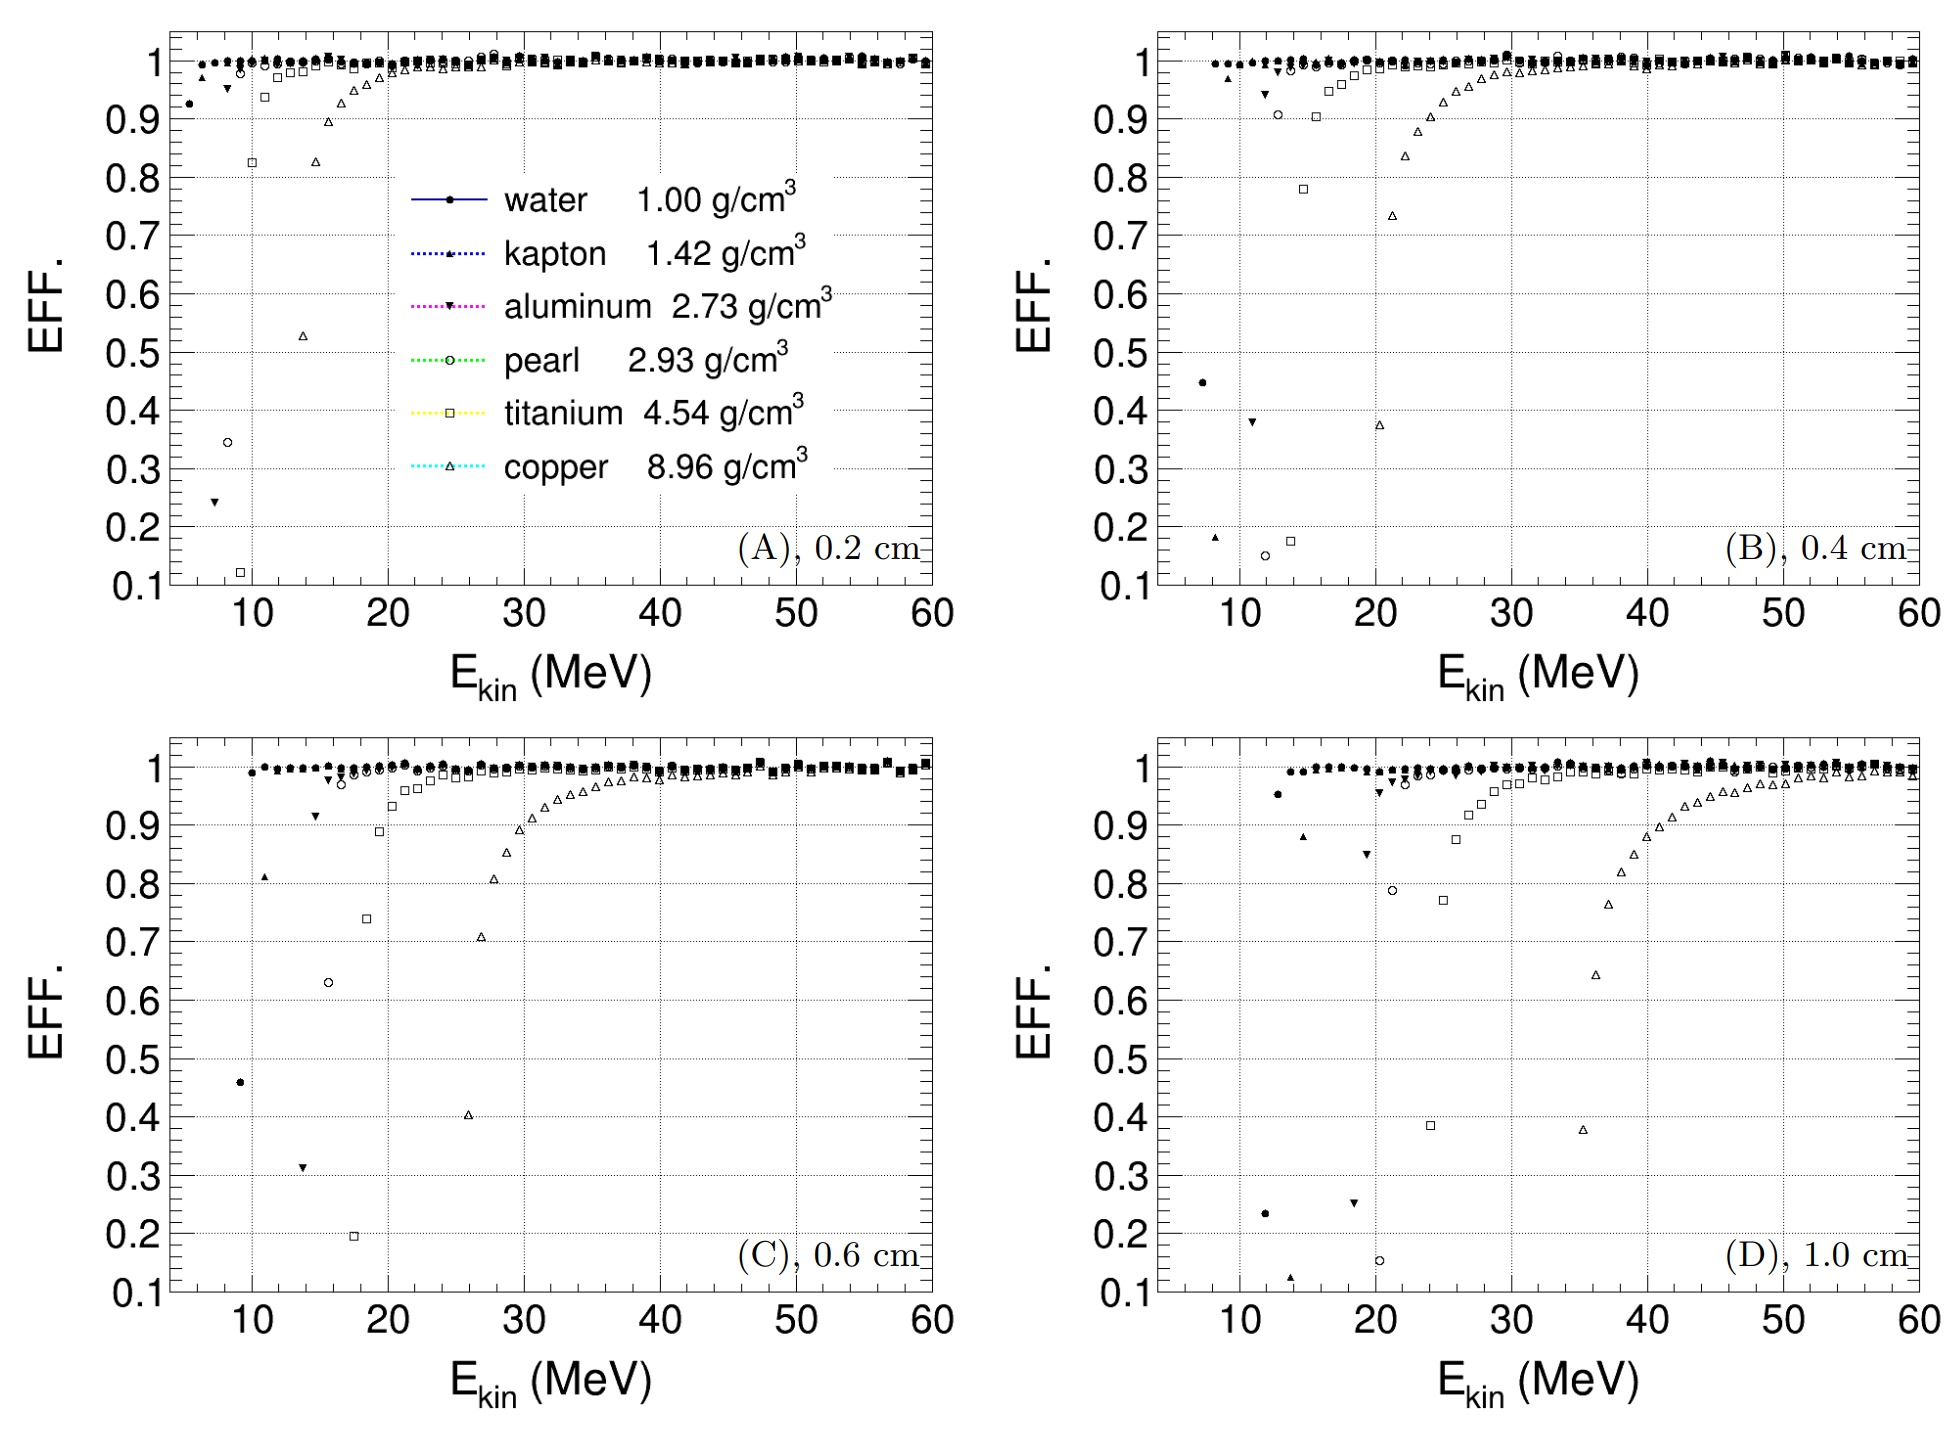 1
0.9
0.8
0.7
0.6
0.5
0.4
0.3
0.2
0.1
EFF.
water 1.00 g/cm³
kapton 1.42 g/cm³
aluminum 2.73 g/cm³
pearl 2.93 g/cm³
titanium 4.54 g/cm³
copper 8.96 g/cm³
(A), 0.2 cm
10 20 30 40 50 60
E_kin (MeV)
1
0.9
0.8
0.7
0.6
0.5
0.4
0.3
0.2
0.1
EFF.
(B), 0.4 cm
10 20 30 40 50 60
E_kin (MeV)
1
0.9
0.8
0.7
0.6
0.5
0.4
0.3
0.2
0.1
EFF.
(C), 0.6 cm
10 20 30 40 50 60
E_kin (MeV)
1
0.9
0.8
0.7
0.6
0.5
0.4
0.3
0.2
0.1
EFF.
(D), 1.0 cm
10 20 30 40 50 60
E_kin (MeV)